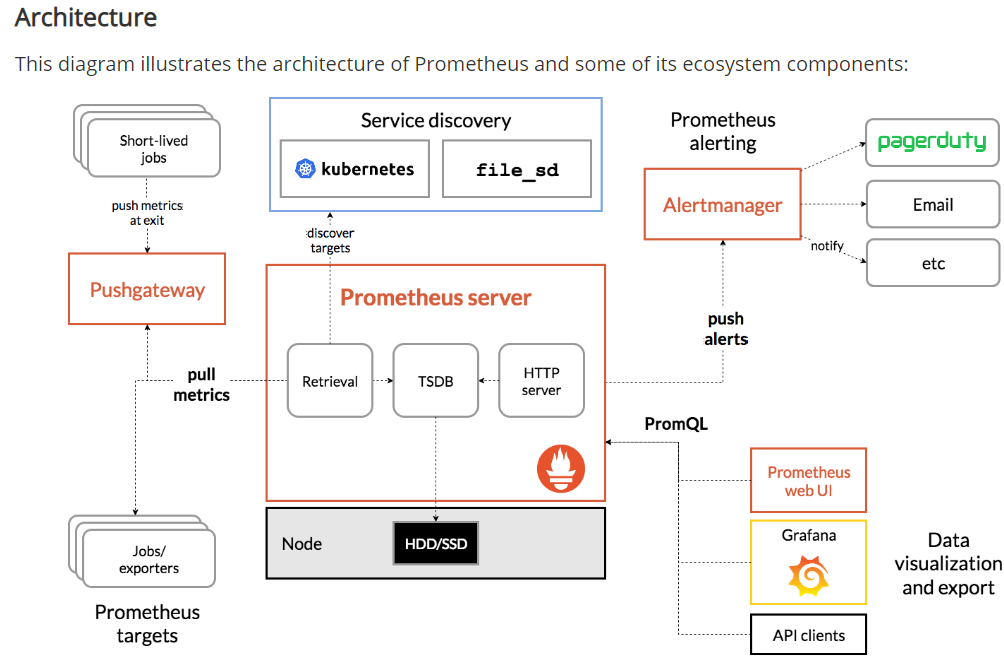 Architecture
This diagram illustrates the architecture of Prometheus and some of its ecosystem components:
Short-lived
jobs
push metrics
at exit
Pushgateway
Service discovery
kubernetes
file_sd
discover
targets
Prometheus
alerting
Alertmanager
pagerduty
Email
notify
etc
Prometheus server
Retrieval
TSDB
HTTP
server
pull
metrics
push
alerts
PromQL
Node
HDD/SSD
Jobs/
exporters
Prometheus
targets
Prometheus
web UI
Grafana
API clients
Data
visualization
and export